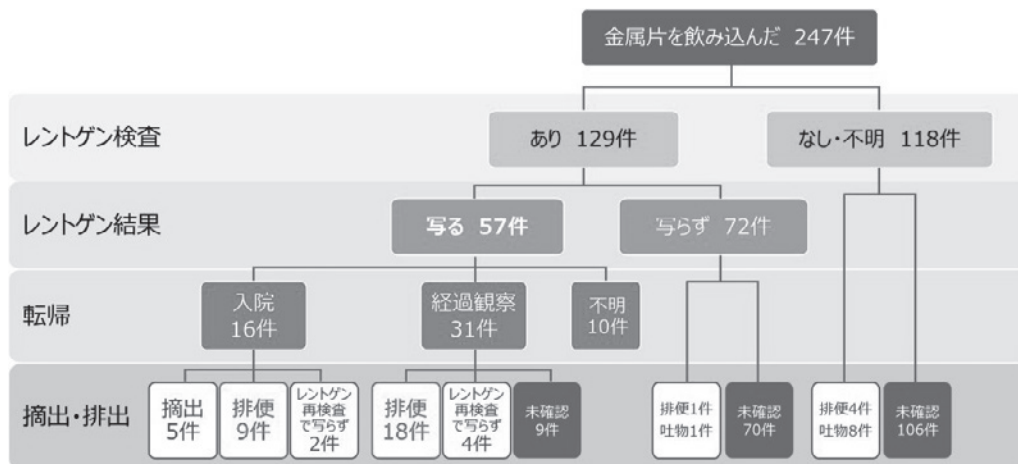 金属片を飲み込んだ 247件
レントゲン検査
あり 129件
なし・不明 118件
レントゲン結果
写る 57件
写らず 72件
転帰
入院
16件
経過観察
31件
不明
10件
摘出・排出
摘出
5件
排便
9件
レントゲン
再検査
で写らず
2件
排便
18件
レントゲン
再検査
で写らず
4件
未確認
9件
排便1件
吐物1件
未確認
70件
排便4件
吐物8件
未確認
106件